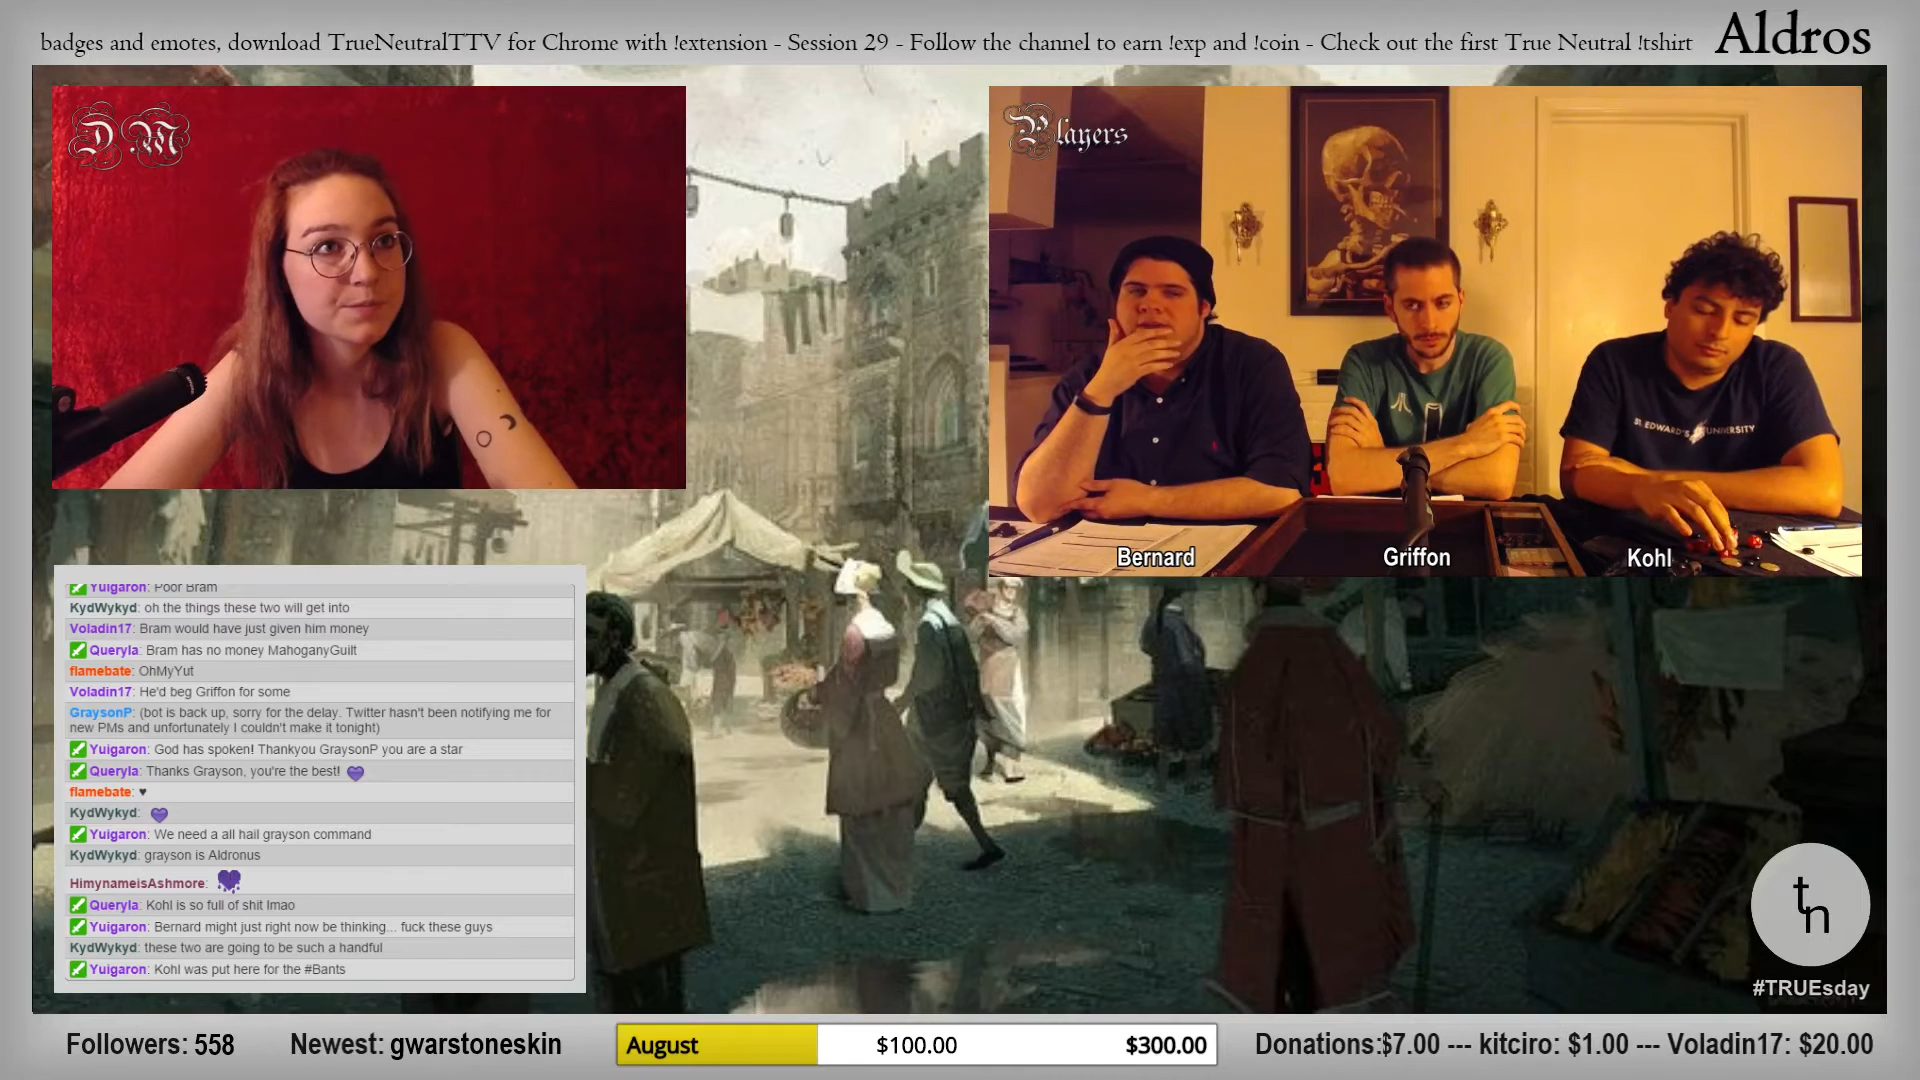 badges and emotes, download TrueNeutralTTV for Chrome with !extension - Session 29 - Follow the channel to earn !exp and !coin - Check out the first True Neutral !tshirt
Aldros
D.M
Players
ST. EDWARD'S UNIVERSITY
Bernard
Griffon
Kohl
Yuigaron: Poor Bram
KydWykyd: oh the things these two will get into
Voladin17: Bram would have just given him money
Queryla: Bram has no money MahoganyGuilt
flamebate: OhMyYut
Voladin17: He'd beg Griffon for some
GraysonP: (bot is back up, sorry for the delay. Twitter hasn't been notifying me for
new PMs and unfortunately I couldn't make it tonight)
Yuigaron: God has spoken! Thankyou GraysonP you are a star
Queryla: Thanks Grayson, you're the best!
flamebate: ♥
KydWykyd:
Yuigaron: We need a all hail grayson command
KydWykyd: grayson is Aldronus
HimynameisAshmore:
Queryla: Kohl is so full of shit lmao
Yuigaron: Bernard might just right now be thinking... fuck these guys
KydWykyd: these two are going to be such a handful
Yuigaron: Kohl was put here for the #Bants
tn
#TRUEsday
Followers: 558
Newest: gwarstoneskin
August
$100.00
$300.00
Donations:$7.00 --- kitciro: $1.00 --- Voladin17: $20.00